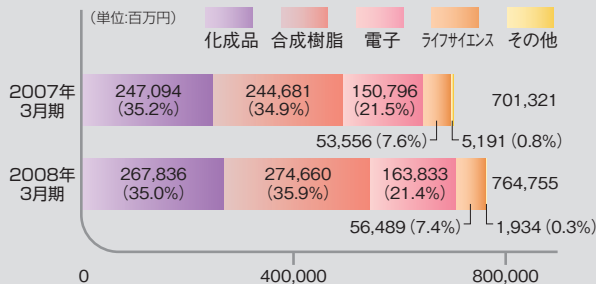 (単位:百万円)
化成品 合成樹脂 電子 ライフサイエンス その他
2007年
3月期
247,094
(35.2%)
244,681
(34.9%)
150,796
(21.5%)
701,321
53,556(7.6%) 5,191(0.8%)
2008年
3月期
267,836
(35.0%)
274,660
(35.9%)
163,833
(21.4%)
764,755
56,489(7.4%) 1,934(0.3%)
0 400,000 800,000